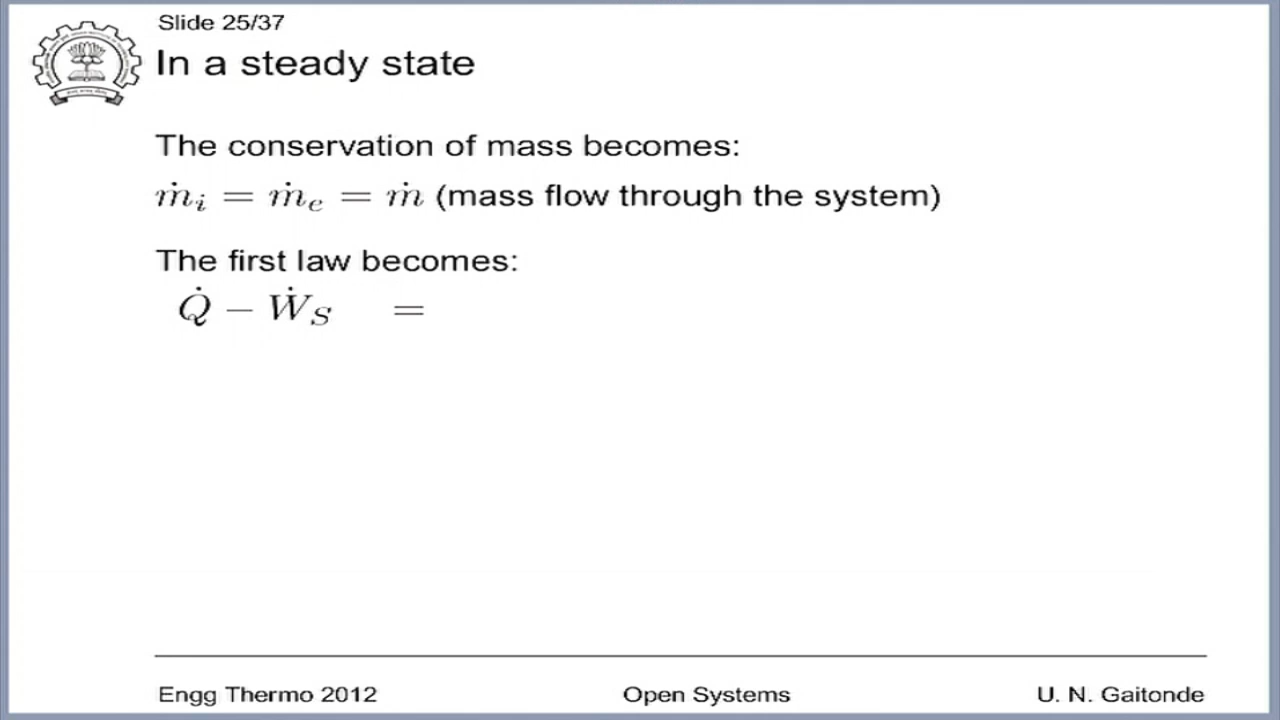 Slide 25/37
In a steady state
The conservation of mass becomes:
ṁᵢ = ṁₑ = ṁ (mass flow through the system)
The first law becomes:
Q̇ − Ẇ_S =
Engg Thermo 2012 Open Systems U. N. Gaitonde